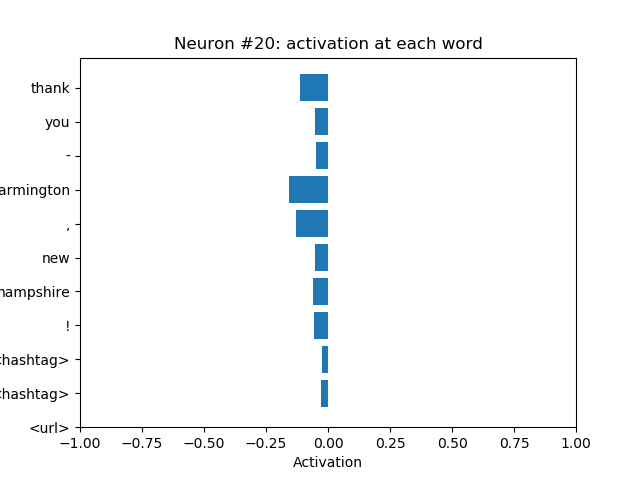 Neuron #20: activation at each word
thank
you
-
armington
,
new
hampshire
!
<hashtag>
<hashtag>
<url>
−1.00 −0.75 −0.50 −0.25 0.00 0.25 0.50 0.75 1.00
Activation